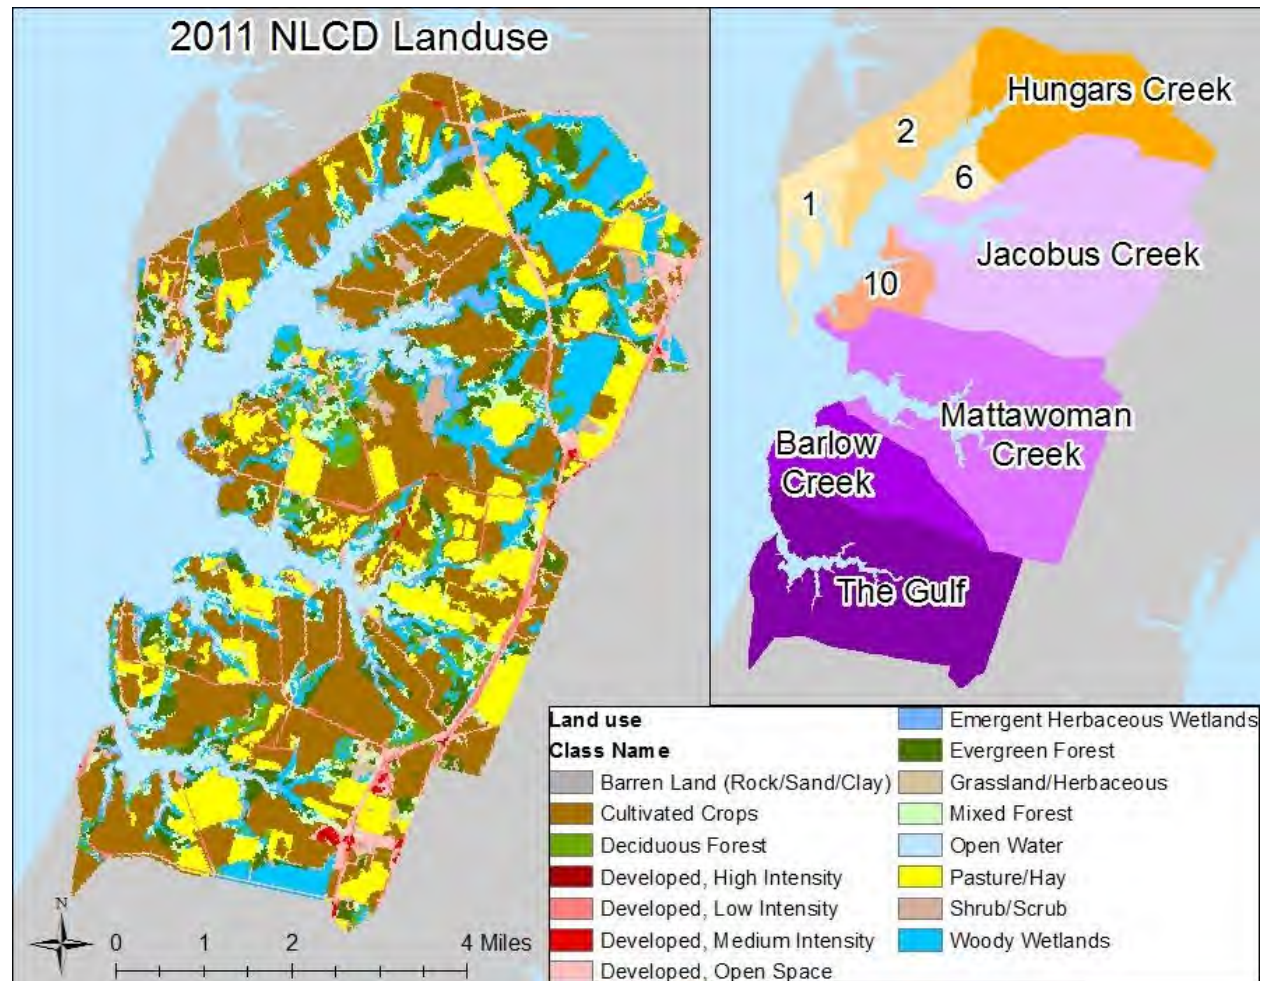 2011 NLCD Landuse
Hungars Creek
2
6
1
Jacobus Creek
10
Mattawoman
Creek
Barlow
Creek
The Gulf
N
0 1 2 4 Miles
Land use
Class Name
Barren Land (Rock/Sand/Clay)
Cultivated Crops
Deciduous Forest
Developed, High Intensity
Developed, Low Intensity
Developed, Medium Intensity
Developed, Open Space
Emergent Herbaceous Wetlands
Evergreen Forest
Grassland/Herbaceous
Mixed Forest
Open Water
Pasture/Hay
Shrub/Scrub
Woody Wetlands